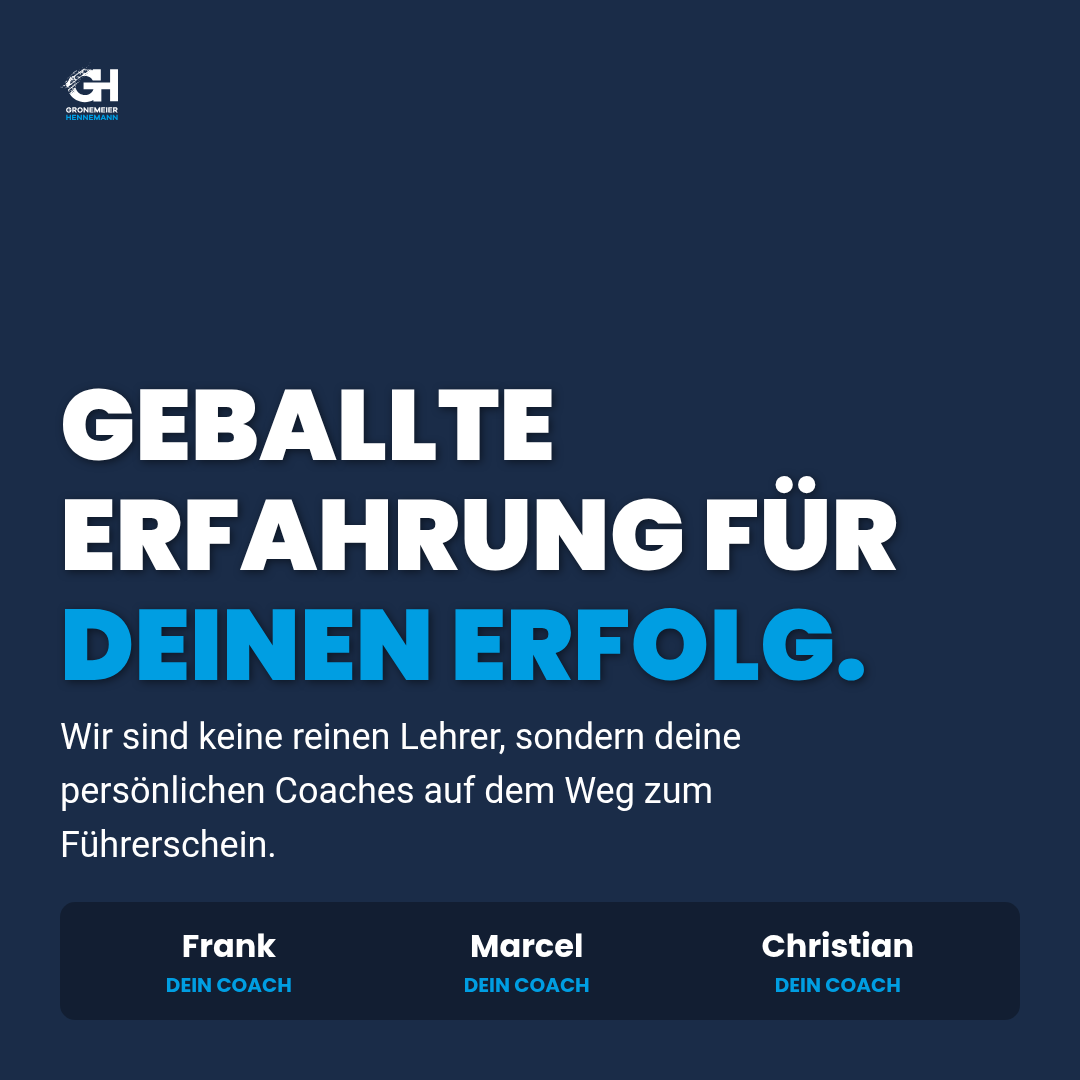 GH
GRONEMEIER
HENNEMANN
GEBALLTE
ERFAHRUNG FÜR
DEINEN ERFOLG.
Wir sind keine reinen Lehrer, sondern deine
persönlichen Coaches auf dem Weg zum
Führerschein.
Frank Marcel Christian
DEIN COACH DEIN COACH DEIN COACH